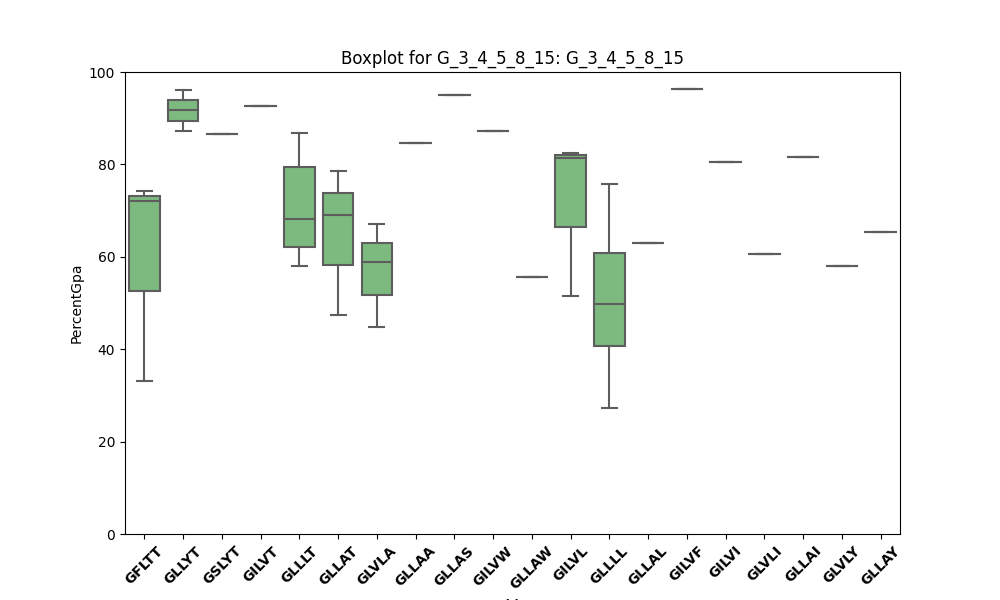 Boxplot for G_3_4_5_8_15: G_3_4_5_8_15
PercentGpa
100
80
60
40
20
0
GFLTT GLLYT GSLYT GILVT GLLLT GLLAT GLVLA GLLAA GLLAS GILVW GLLAW GILVL GLLLL GLLAL GILVF GILVI GLVLI GLLAI GLVLY GLLAY